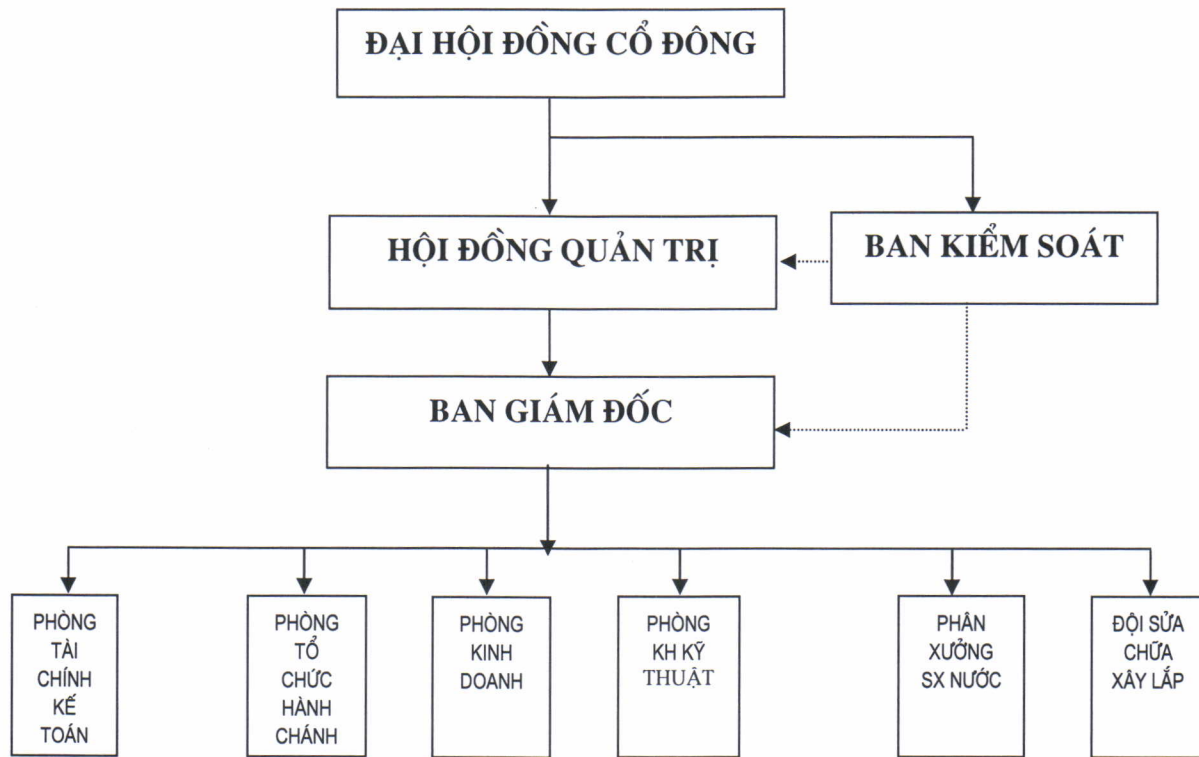 ĐẠI HỘI ĐỒNG CỔ ĐÔNG
HỘI ĐỒNG QUẢN TRỊ
BAN KIỂM SOÁT
BAN GIÁM ĐỐC
PHÒNG
TÀI
CHÍNH
KẾ
TOÁN
PHÒNG
TỔ
CHỨC
HÀNH
CHÁNH
PHÒNG
KINH
DOANH
PHÒNG
KH KỸ
THUẬT
PHÂN
XƯỞNG
SX NƯỚC
ĐỘI SỬA
CHỮA
XÂY LẮP